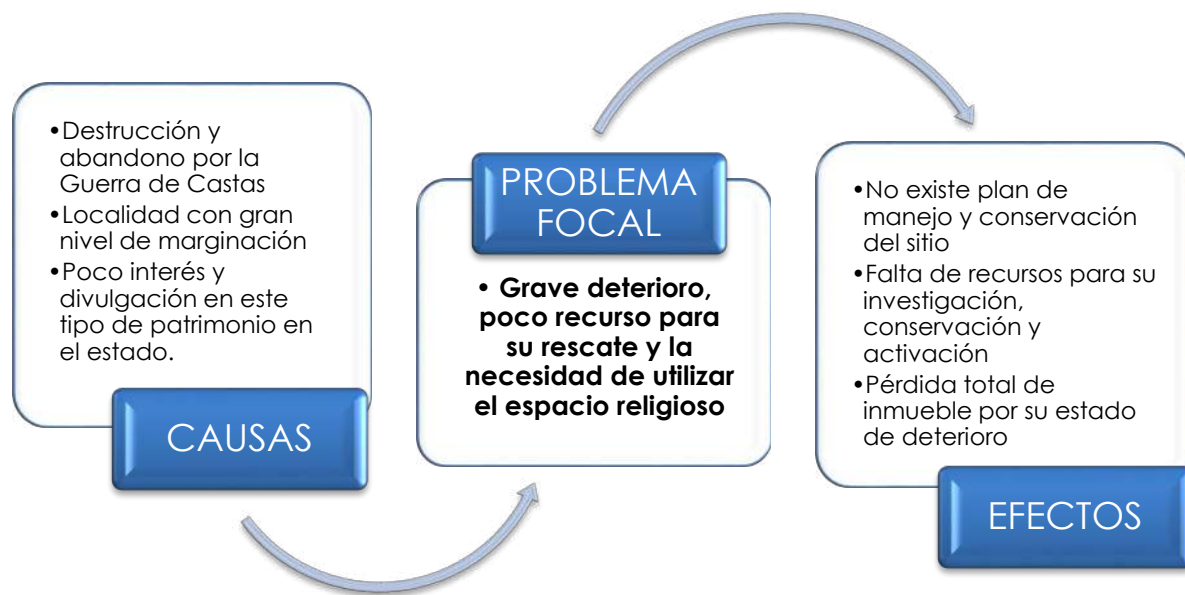 •Destrucción y
abandono por la
Guerra de Castas
•Localidad con gran
nivel de marginación
•Poco interés y
divulgación en este
tipo de patrimonio en
el estado.
CAUSAS
PROBLEMA
FOCAL
• Grave deterioro,
poco recurso para
su rescate y la
necesidad de utilizar
el espacio religioso
•No existe plan de
manejo y conservación
del sitio
•Falta de recursos para su
investigación,
conservación y
activación
•Pérdida total de
inmueble por su estado
de deterioro
EFECTOS